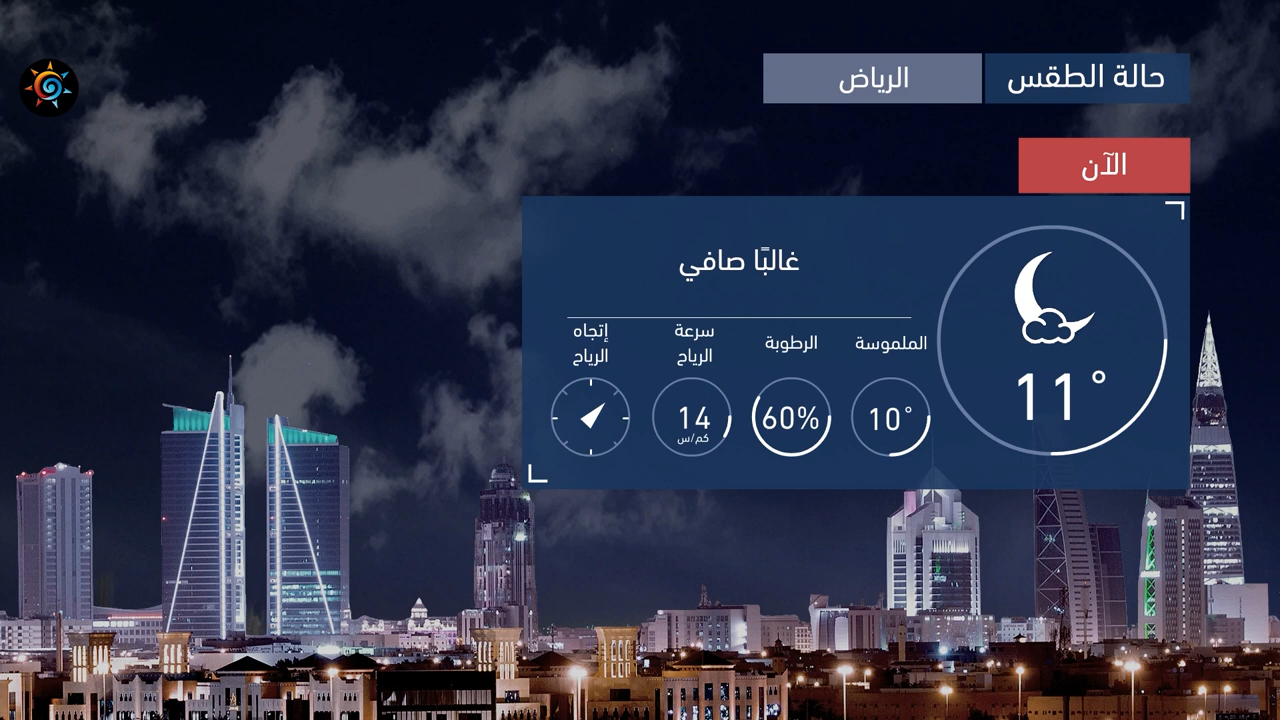 حالة الطقس
الرياض
الآن
غالبًا صافي
11°
الملموسة
10°
الرطوبة
60%
سرعة
الرياح
14
كم/س
إتجاه
الرياح